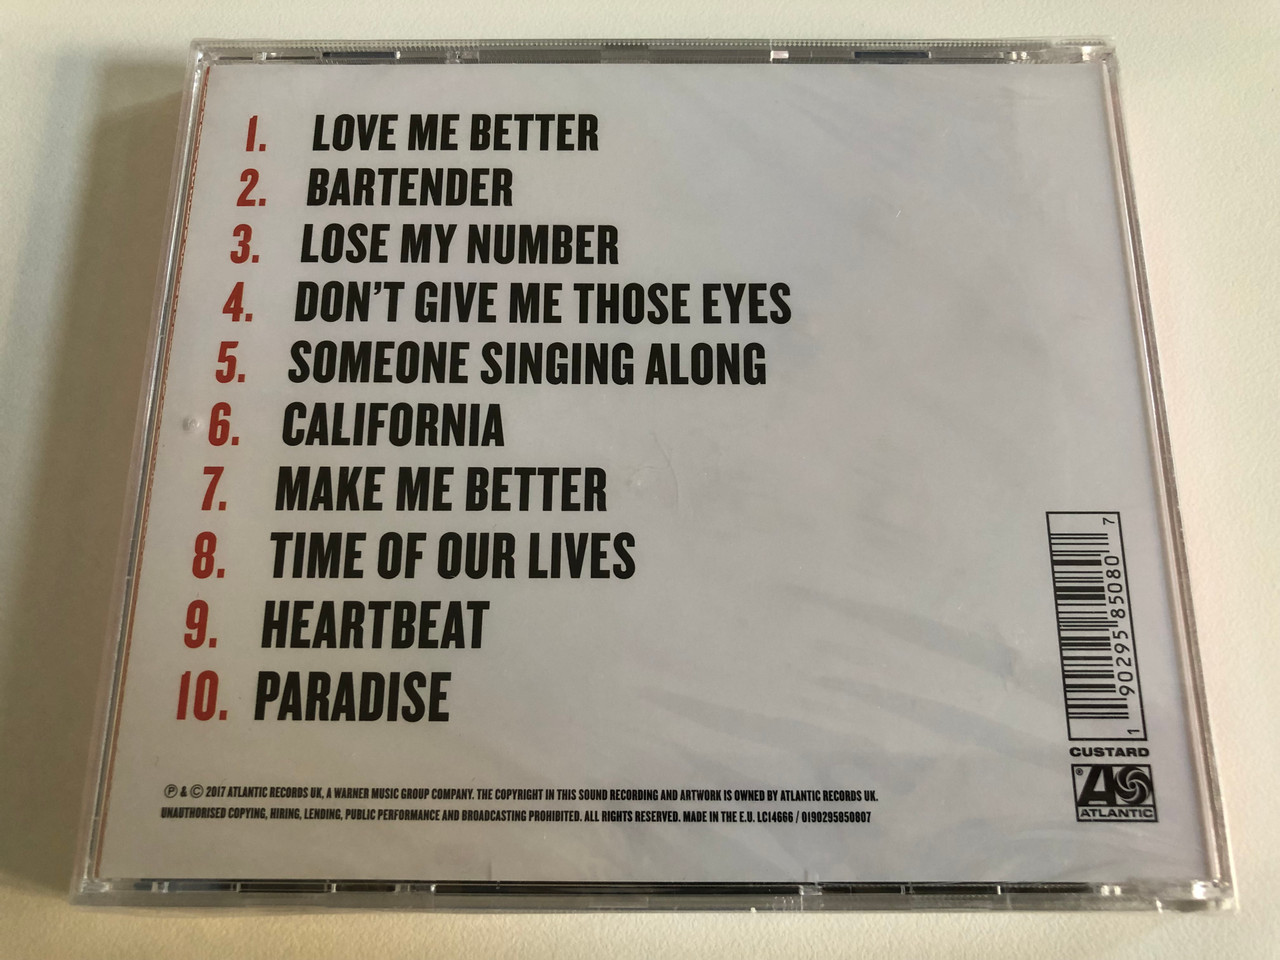 1. LOVE ME BETTER
2. BARTENDER
3. LOSE MY NUMBER
4. DON'T GIVE ME THOSE EYES
5. SOMEONE SINGING ALONG
6. CALIFORNIA
7. MAKE ME BETTER
8. TIME OF OUR LIVES
9. HEARTBEAT
10. PARADISE
1 90295 85080 7
CUSTARD
® ATLANTIC
℗ & © 2017 ATLANTIC RECORDS UK, A WARNER MUSIC GROUP COMPANY. THE COPYRIGHT IN THIS SOUND RECORDING AND ARTWORK IS OWNED BY ATLANTIC RECORDS UK.
UNAUTHORISED COPYING, HIRING, LENDING, PUBLIC PERFORMANCE AND BROADCASTING PROHIBITED. ALL RIGHTS RESERVED. MADE IN THE E.U. LC14666 / 0190295850807